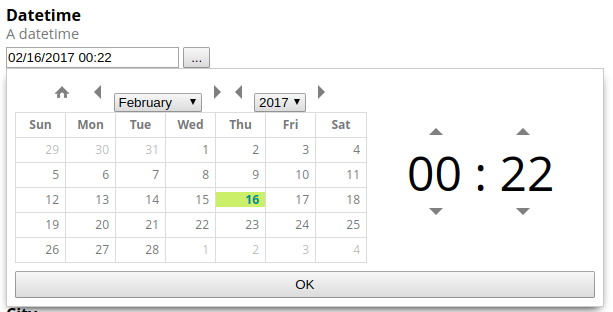 Datetime
A datetime
02/16/2017 00:22 ...
February 2017
Sun Mon Tue Wed Thu Fri Sat
29 30 31 1 2 3 4
5 6 7 8 9 10 11
12 13 14 15 16 17 18
19 20 21 22 23 24 25
26 27 28 1 2 3 4
00 : 22
OK
City